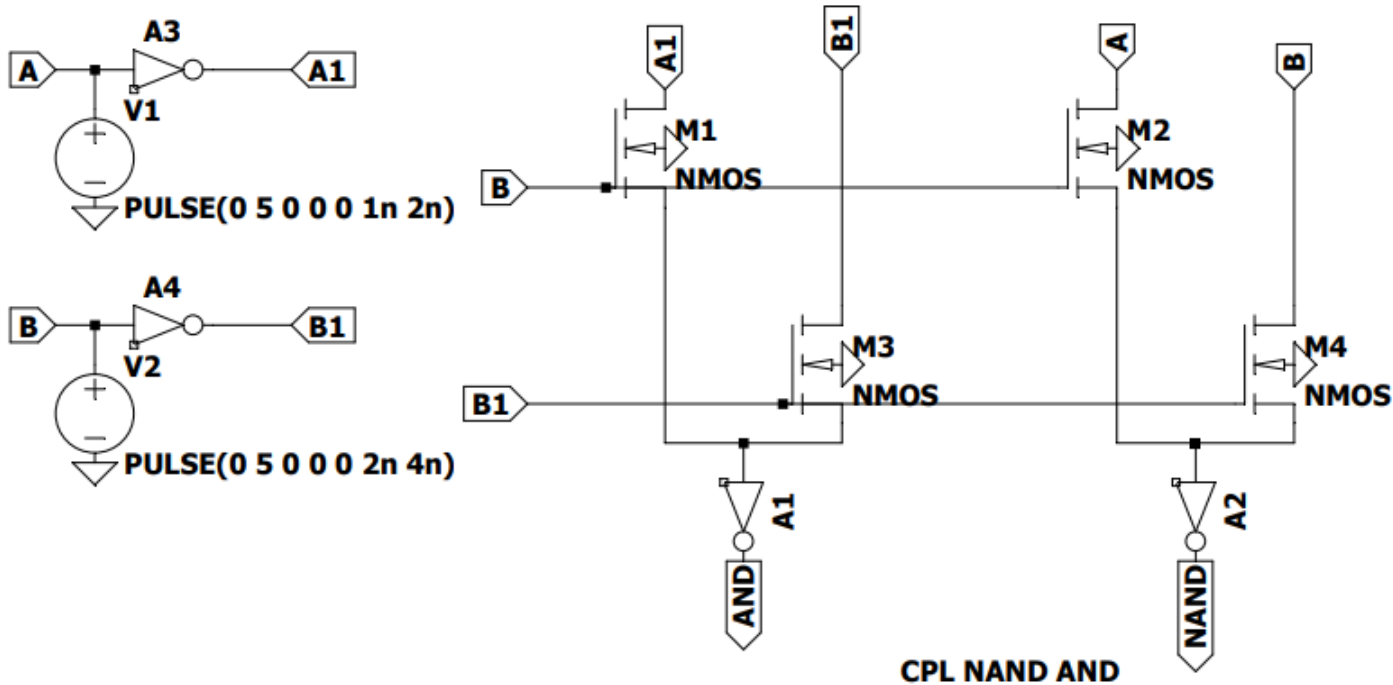 A3
A
A1
V1
PULSE(0 5 0 0 0 1n 2n)
A4
B
B1
V2
PULSE(0 5 0 0 0 2n 4n)
A1
B1
A
B
M1
NMOS
M2
NMOS
B
M3
NMOS
M4
NMOS
B1
A1
A2
AND
NAND
CPL NAND AND